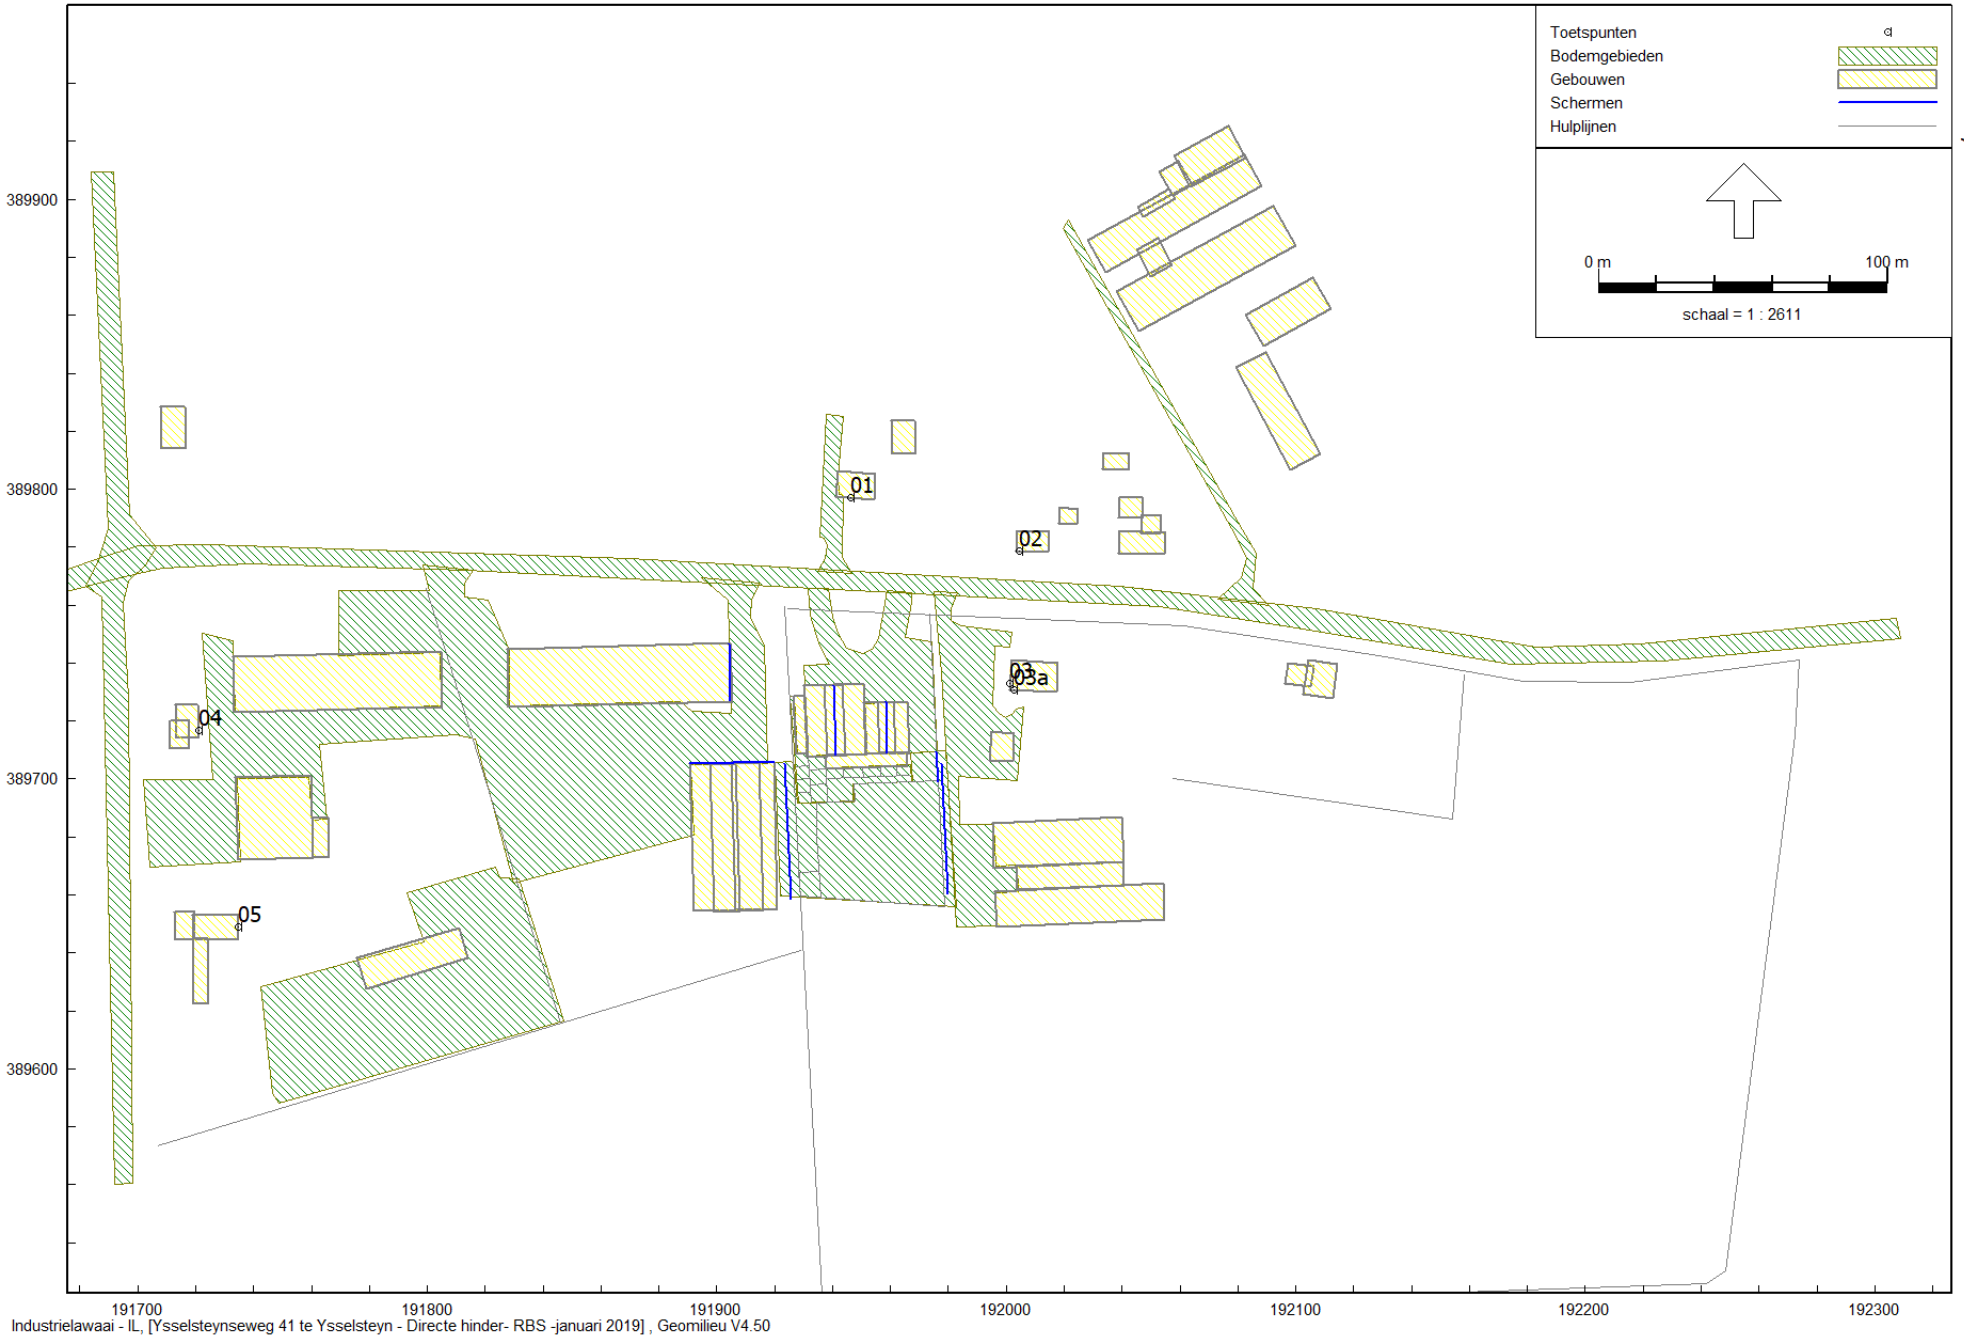 Toetspunten
Bodemgebieden
Gebouwen
Schermen
Hulplijnen
0 m 100 m
schaal = 1 : 2611
389900
389800
389700
389600
01
02
03
03a
04
05
191700 191800 191900 192000 192100 192200 192300
Industrielawaai - IL, [Ysselsteynseweg 41 te Ysselsteyn - Directe hinder- RBS -januari 2019] , Geomilieu V4.50